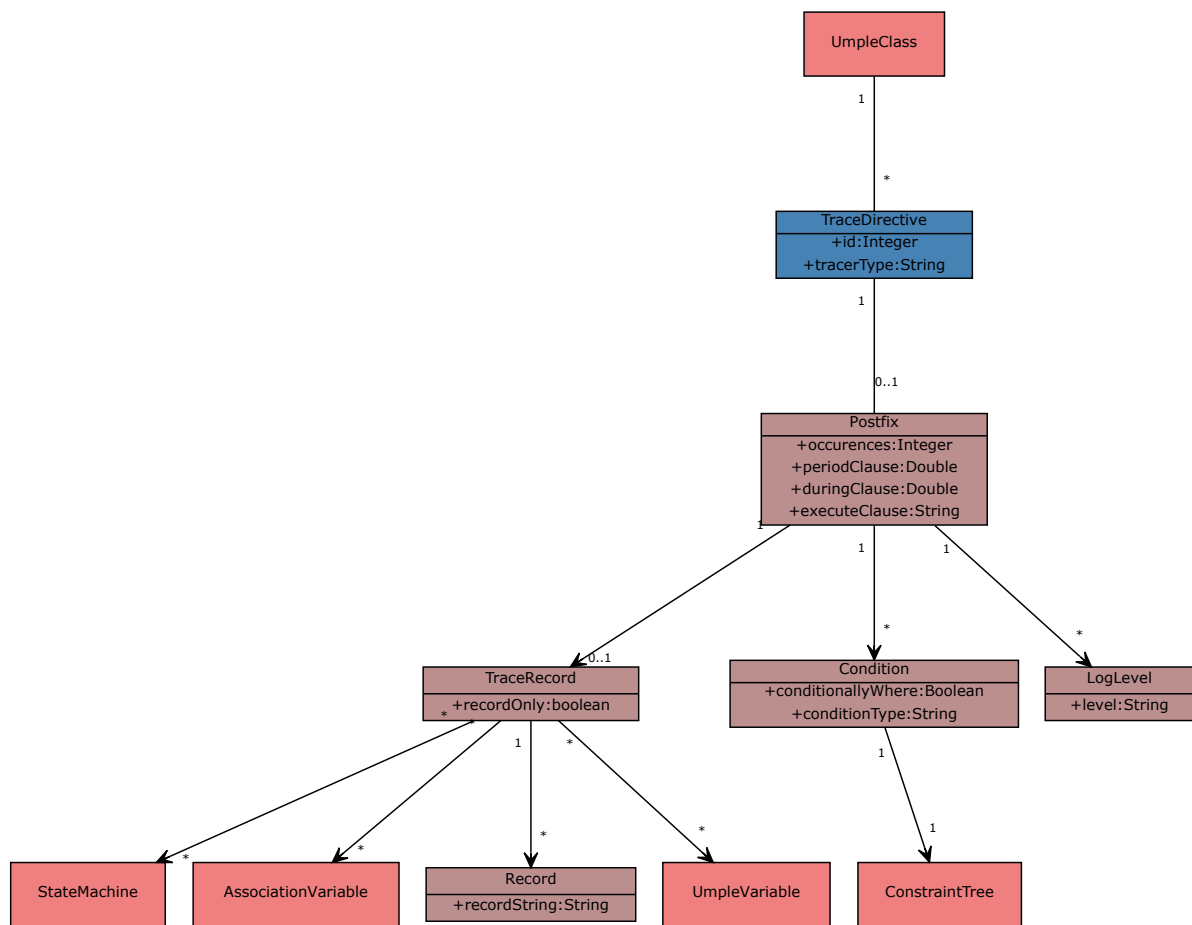 UmpleClass
1
*
TraceDirective
+id:Integer
+tracerType:String
1
0..1
Postfix
+occurences:Integer
+periodClause:Double
+duringClause:Double
+executeClause:String
1
1
1
0..1
*
*
TraceRecord
+recordOnly:boolean
Condition
+conditionallyWhere:Boolean
+conditionType:String
LogLevel
+level:String
*
*
1
*
1
*
*
*
*
1
StateMachine
AssociationVariable
Record
+recordString:String
UmpleVariable
ConstraintTree